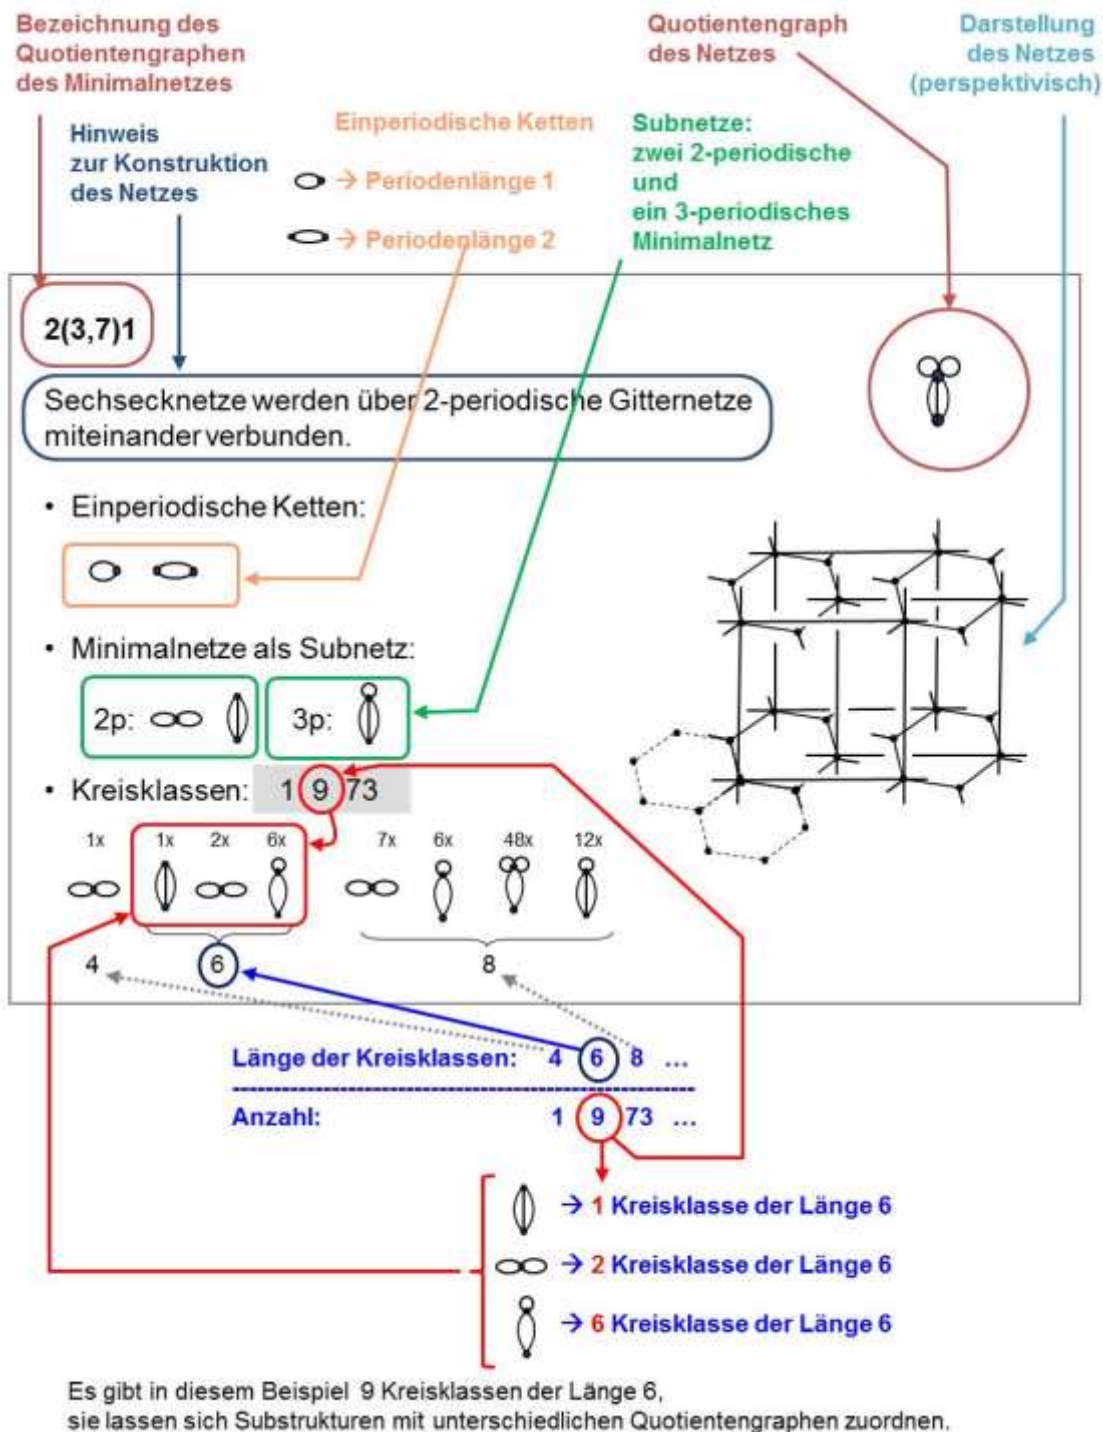 Bezeichnung des
Quotientengraphen
des Minimalnetzes
Quotientengraph
des Netzes
Darstellung
des Netzes
(perspektivisch)
Hinweis
zur Konstruktion
des Netzes
Einperiodische Ketten
→ Periodenlänge 1
→ Periodenlänge 2
Subnetze:
zwei 2-periodische
und
ein 3-periodisches
Minimalnetz
2(3,7)1
Sechsecknetze werden über 2-periodische Gitternetze
miteinander verbunden.
• Einperiodische Ketten:
• Minimalnetze als Subnetz:
2p:
3p:
• Kreisklassen: 1 9 73
1x 1x 2x 6x 7x 6x 48x 12x
4 6 8
Länge der Kreisklassen: 4 6 8 ...
Anzahl: 1 9 73 ...
→ 1 Kreisklasse der Länge 6
→ 2 Kreisklasse der Länge 6
→ 6 Kreisklasse der Länge 6
Es gibt in diesem Beispiel 9 Kreisklassen der Länge 6,
sie lassen sich Substrukturen mit unterschiedlichen Quotientengraphen zuordnen.